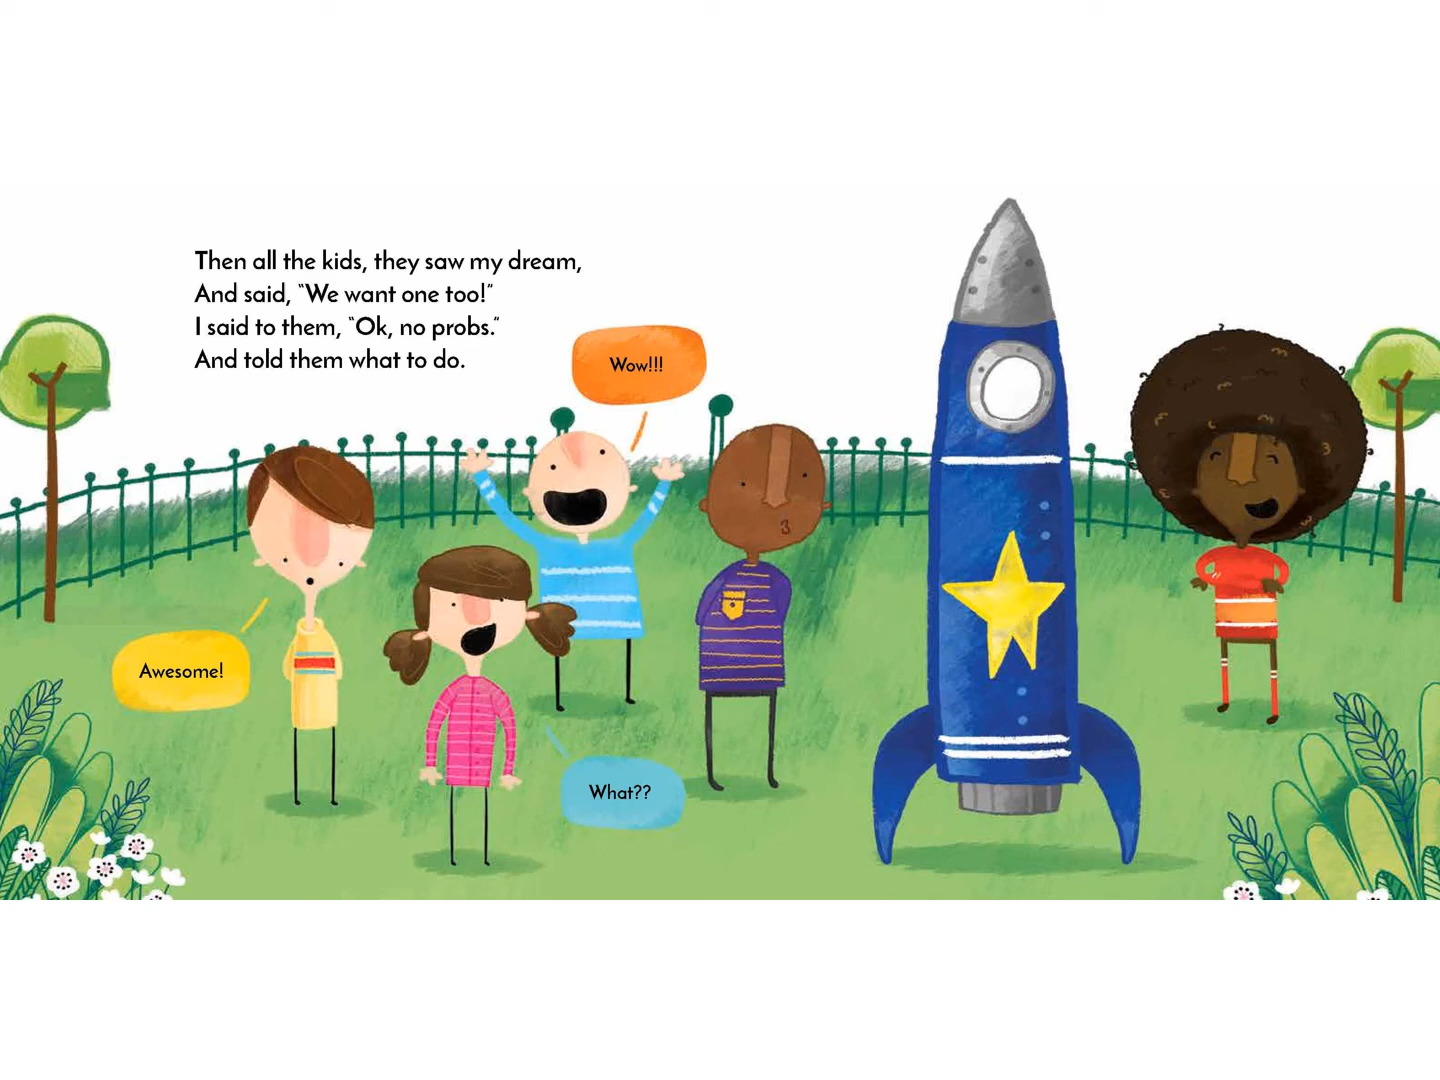 Then all the kids, they saw my dream,
And said, "We want one too!"
I said to them, "Ok, no probs."
And told them what to do.
Wow!!!
Awesome!
What??